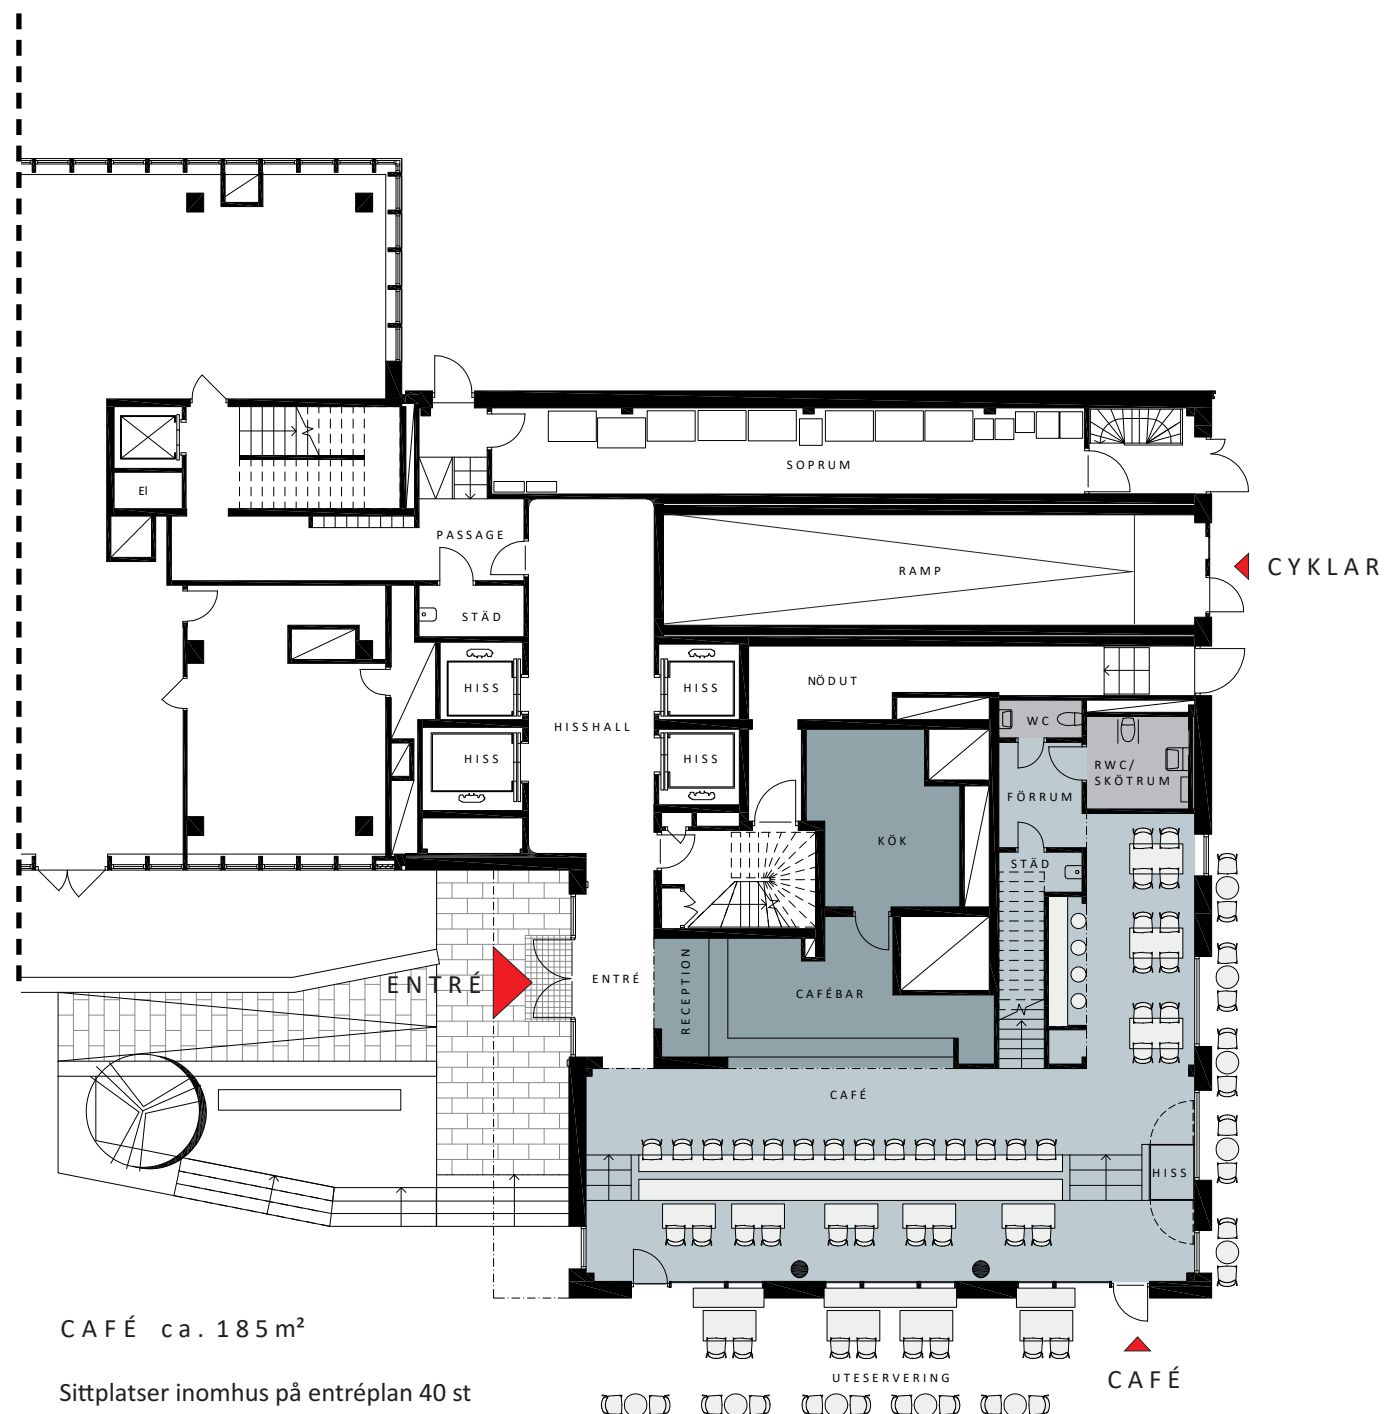 SOPRUM
El
PASSAGE
RAMP
CYKLAR
STÄD
HISS
HISS
NÖDUT
HISSHALL
WC
HISS
HISS
RWC/
SKÖTRUM
FÖRRUM
KÖK
STÄD
ENTRÉ
ENTRÉ
RECEPTION
CAFÉBAR
CAFÉ
HISS
CAFÉ ca. 185m²
UTESERVERING
CAFÉ
Sittplatser inomhus på entréplan 40 st